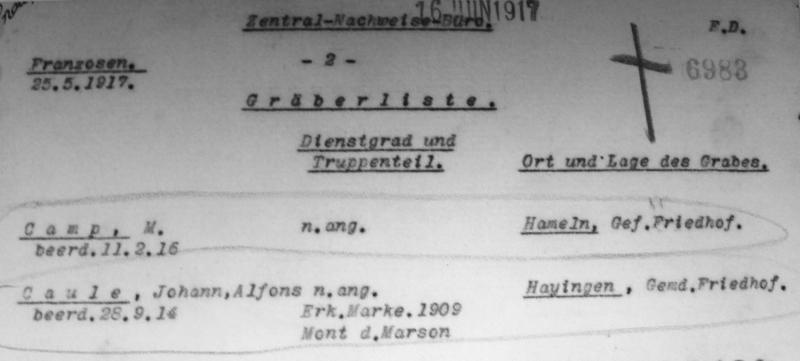 16 JUN 1917
Zentral-Nachweise-Büro.
F.D.
Franzosen.
- 2 -
6983
25.5.1917.
Gräberliste.
Dienstgrad und
Truppenteil.
Ort und Lage des Grabes.
Camp, M. n.ang. Hameln, Gef.Friedhof.
beerd.11.2.16
Caule, Johann,Alfons n.ang. Hayingen, Gemd.Friedhof.
beerd.28.9.14 Erk.Marke.1909
Mont d.Marson